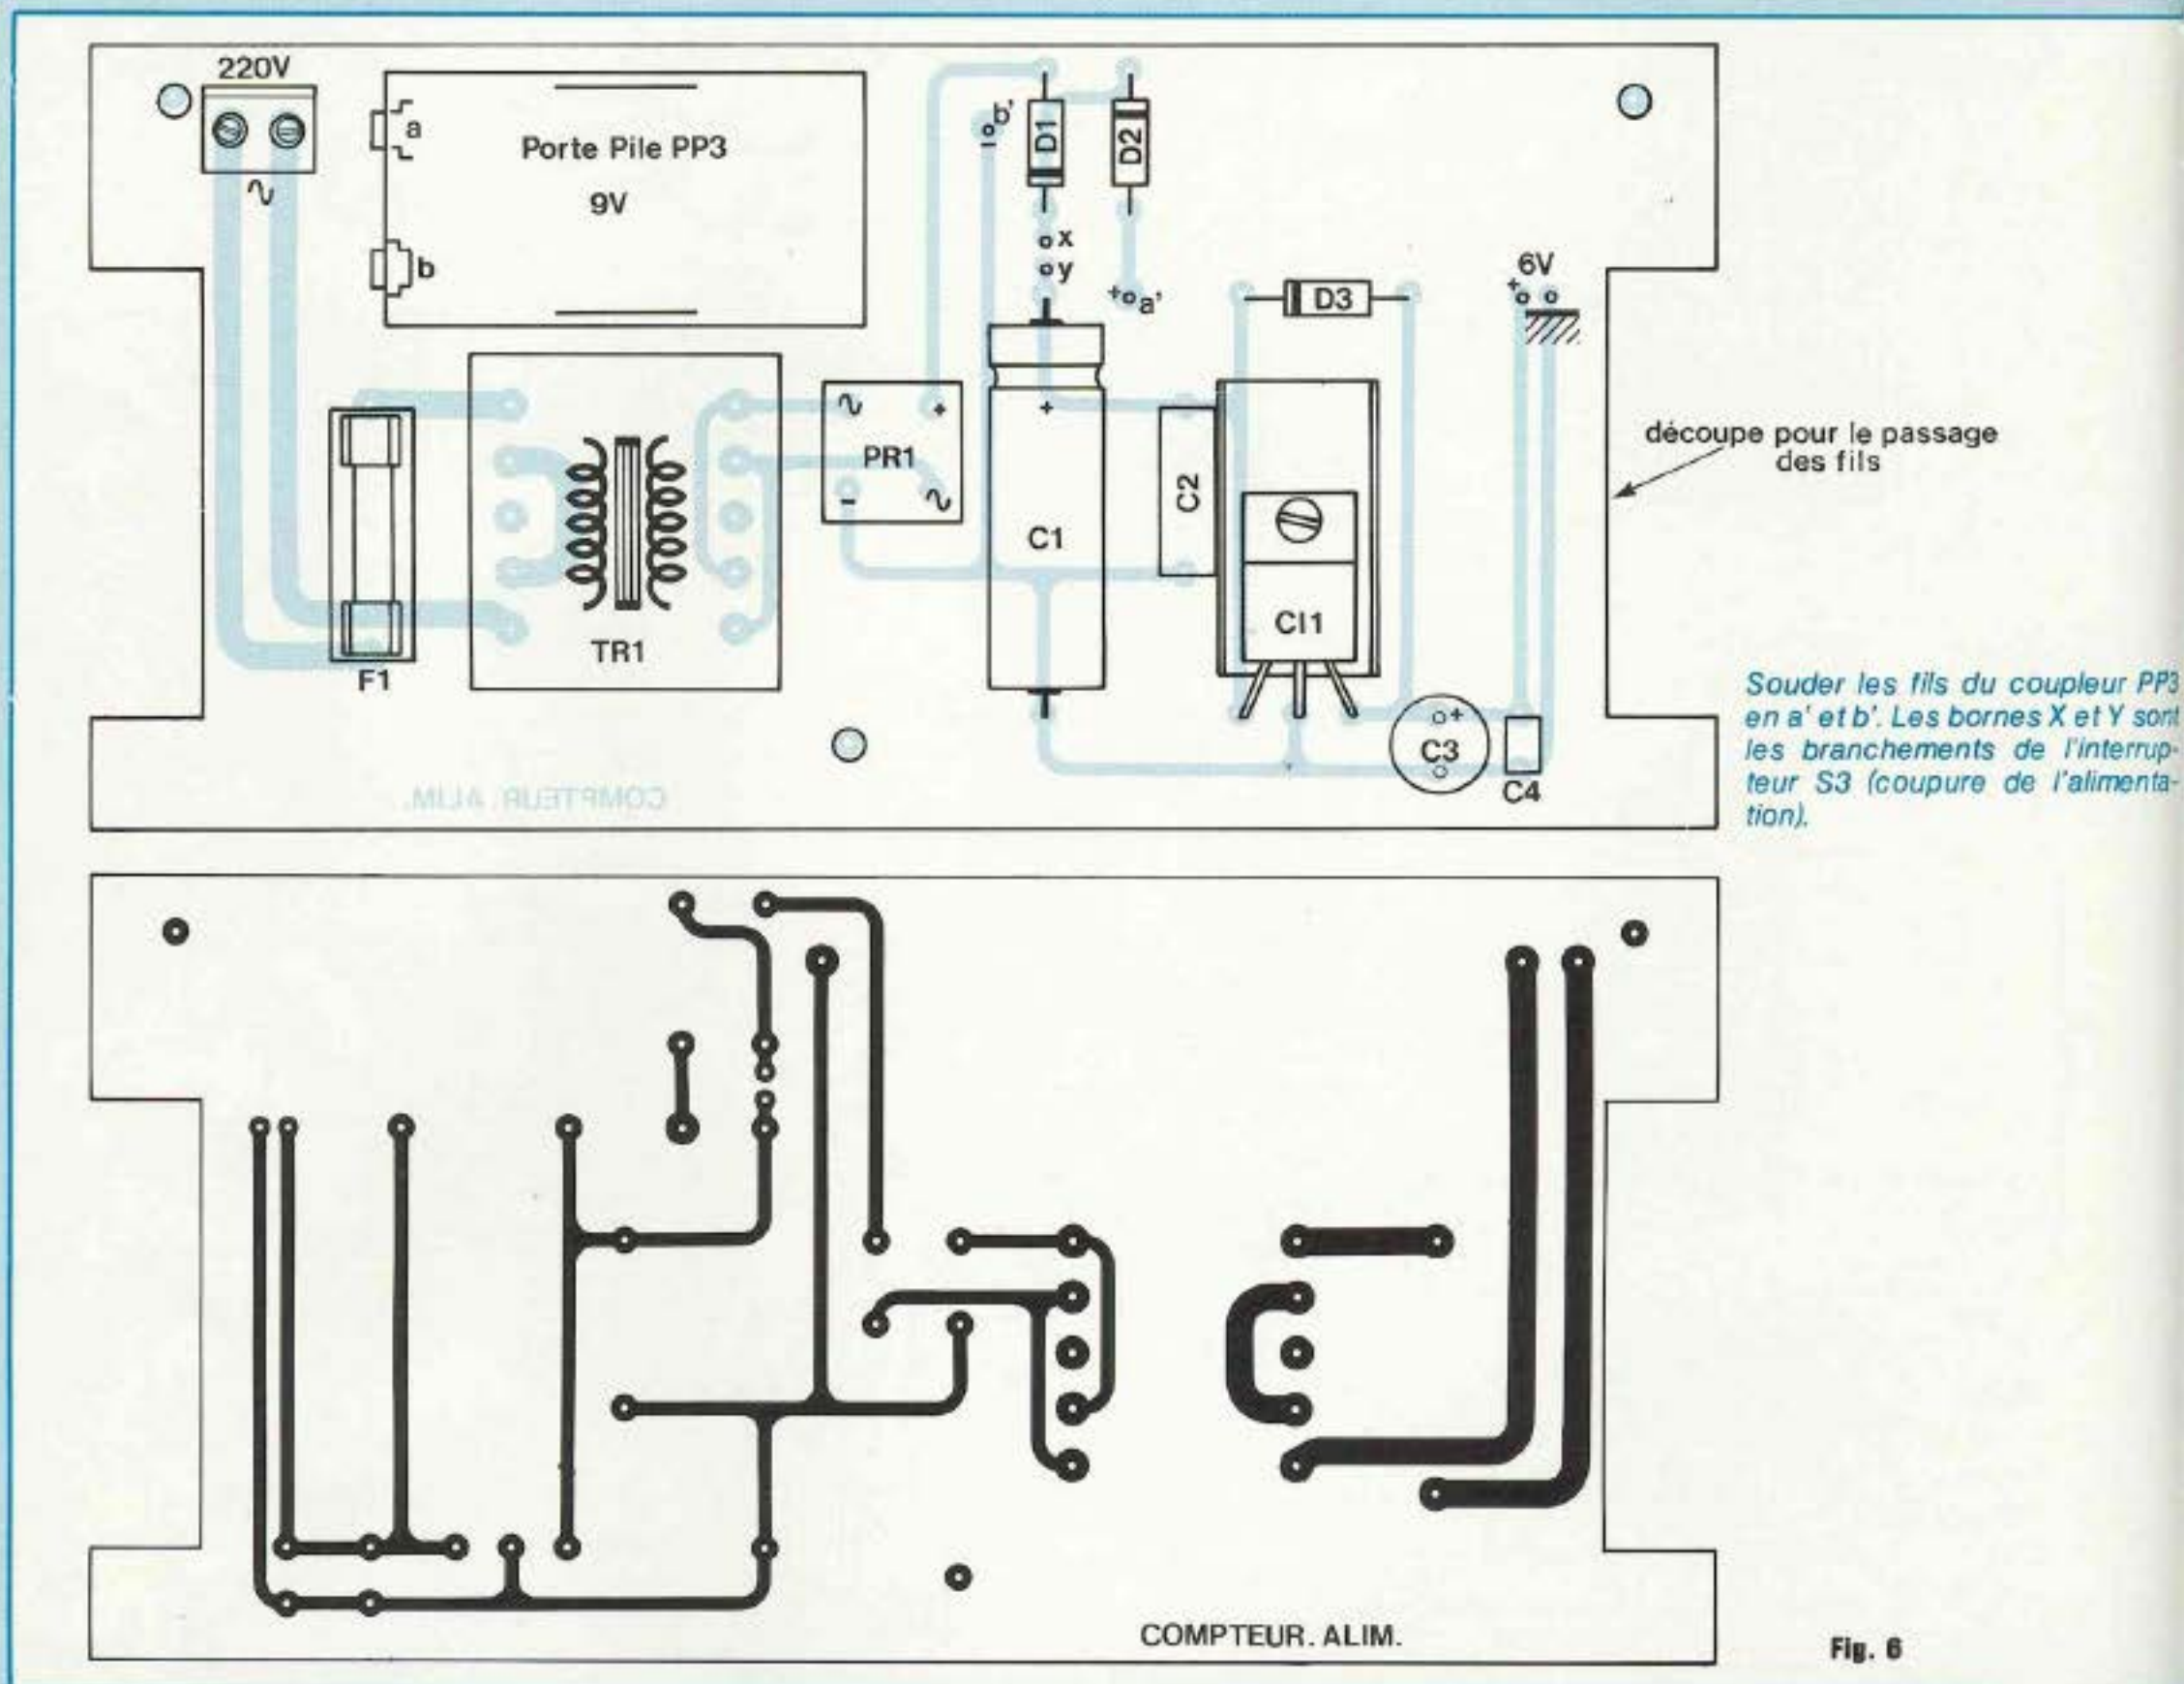 220V
∿
a
b
Porte Pile PP3
9V
b'
−
D1
D2
x
y
+ a'
D3
6V
+
découpe pour le passage
des fils
F1
TR1
∿ +
PR1
− ∿
+
C1
C2
CI1
+
C3
C4
COMPTEUR. ALIM.
Souder les fils du coupleur PP3
en a' et b'. Les bornes X et Y sont
les branchements de l'interrup-
teur S3 (coupure de l'alimenta-
tion).
COMPTEUR. ALIM.
Fig. 6